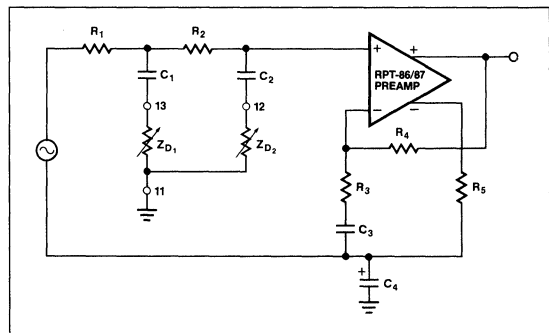 R1
R2
C1
C2
13
12
ZD1
ZD2
11
+
+
RPT-86/87
PREAMP
−
−
R4
R3
R5
C3
+
C4